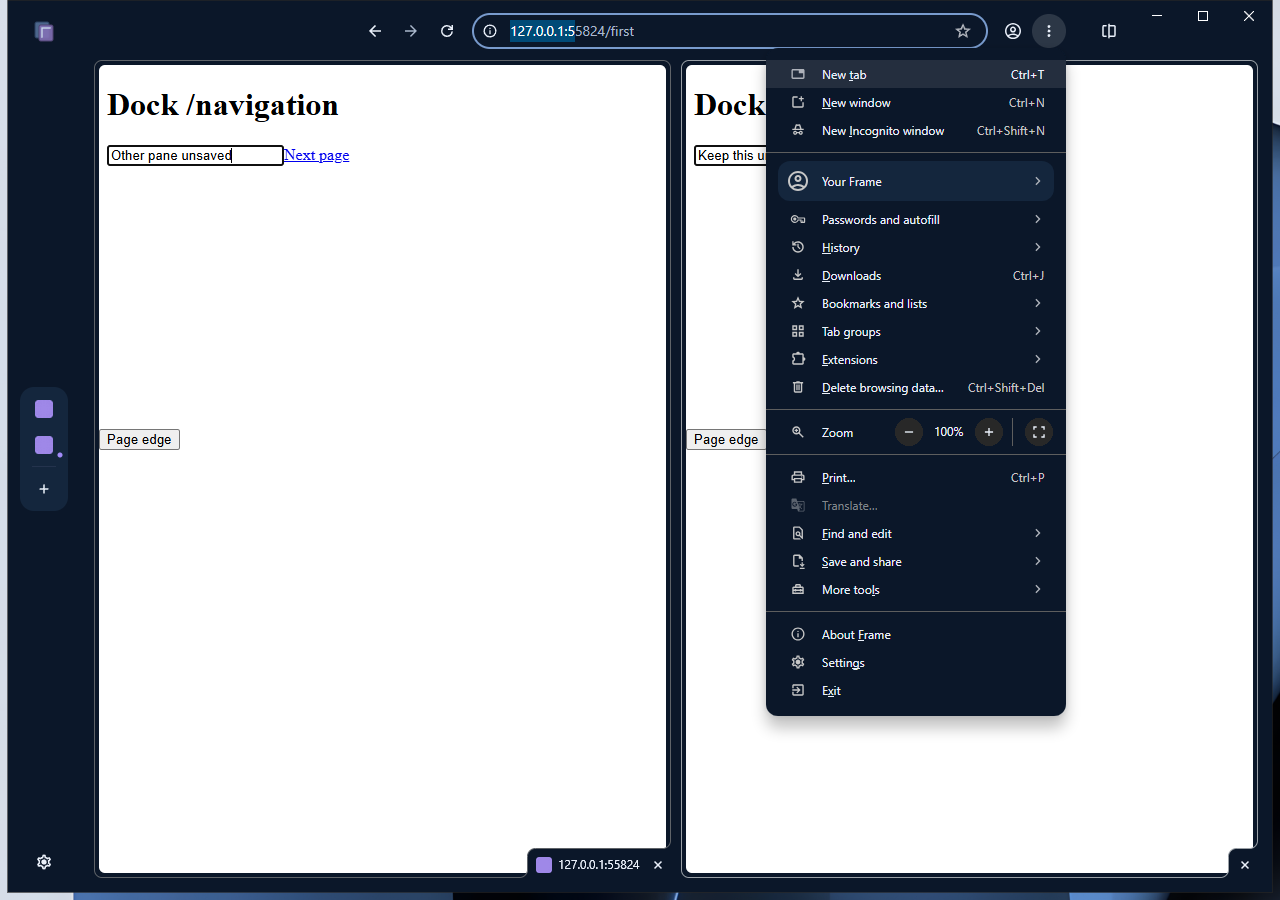 127.0.0.1:55824/first
Dock /navigation
Other pane unsaved Next page
Page edge
127.0.0.1:55824
Dock
Keep this u
Page edge
New tab Ctrl+T
New window Ctrl+N
New Incognito window Ctrl+Shift+N
Your Frame
Passwords and autofill
History
Downloads Ctrl+J
Bookmarks and lists
Tab groups
Extensions
Delete browsing data... Ctrl+Shift+Del
Zoom − 100% +
Print... Ctrl+P
Translate...
Find and edit
Save and share
More tools
About Frame
Settings
Exit